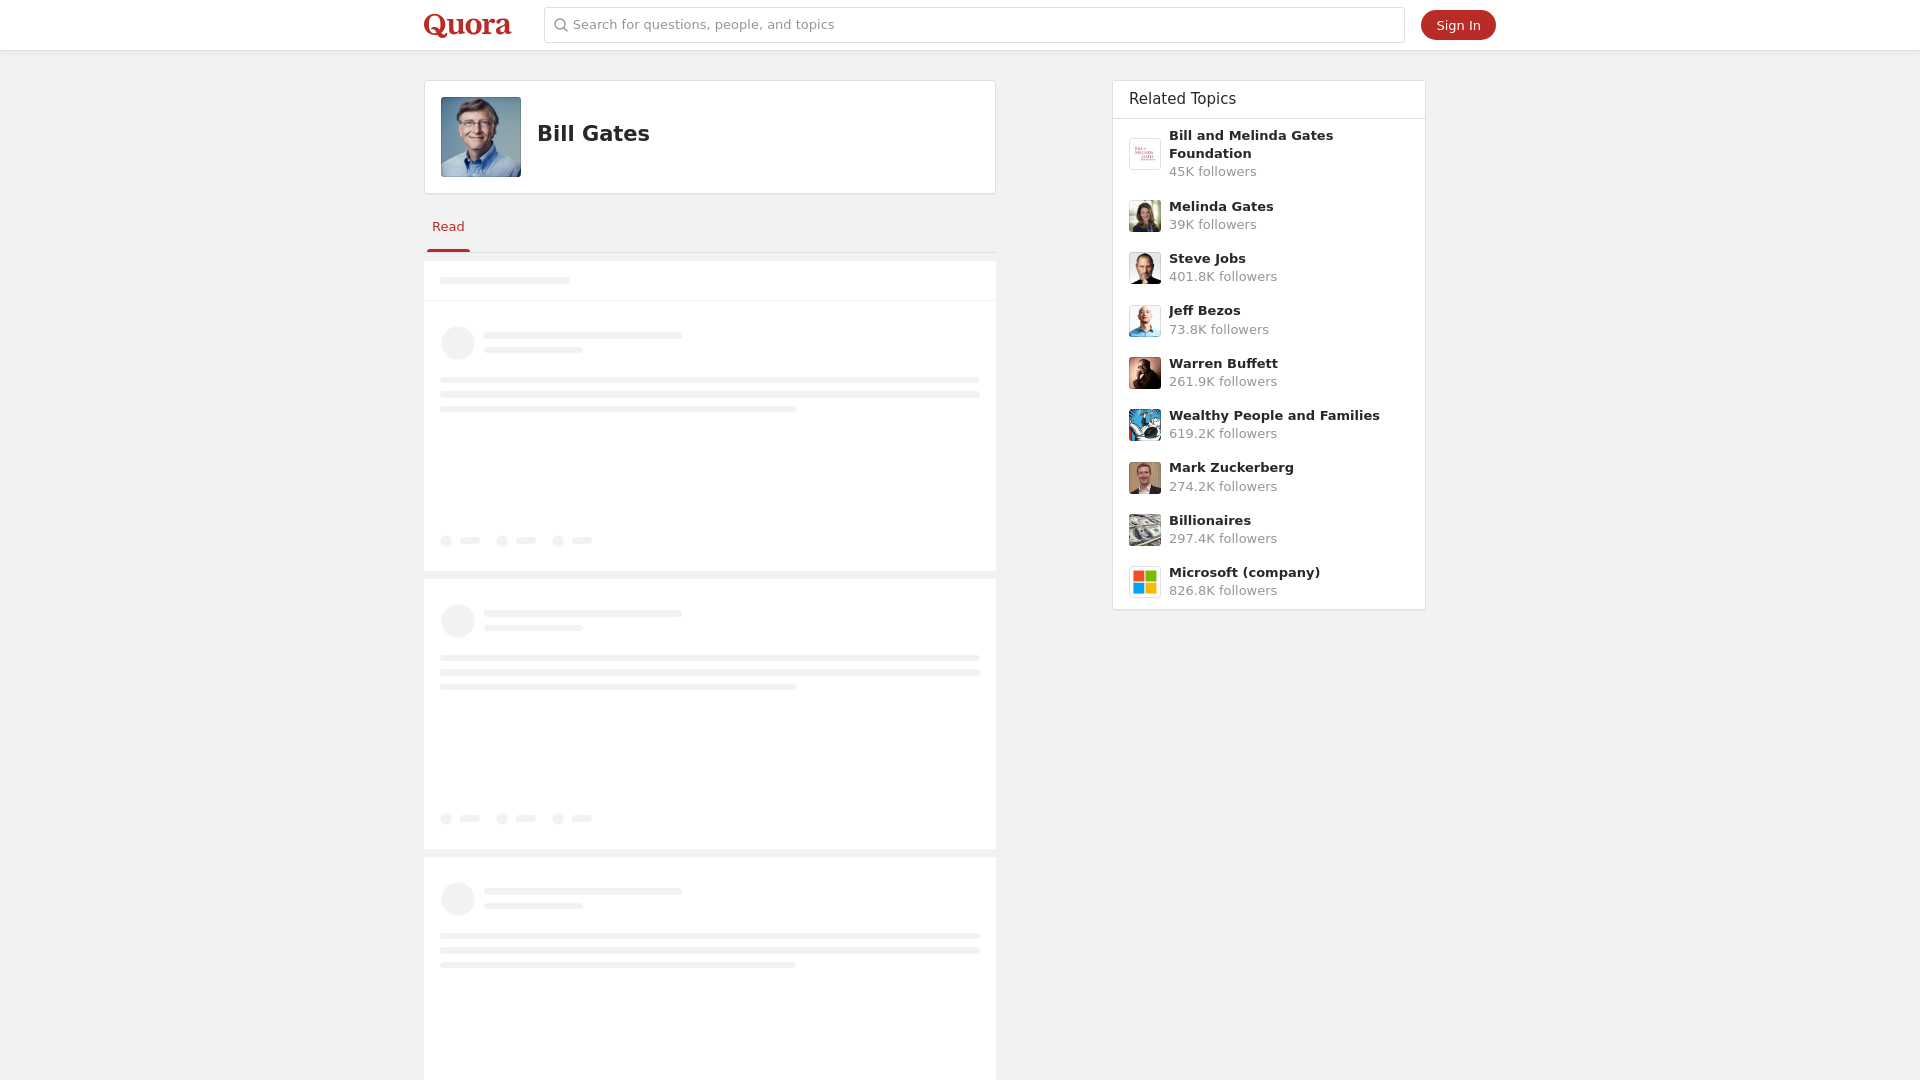 Quora
Search for questions, people, and topics
Sign In
Bill Gates
Read
Related Topics
Bill and Melinda Gates
Foundation
45K followers
Melinda Gates
39K followers
Steve Jobs
401.8K followers
Jeff Bezos
73.8K followers
Warren Buffett
261.9K followers
Wealthy People and Families
619.2K followers
Mark Zuckerberg
274.2K followers
Billionaires
297.4K followers
Microsoft (company)
826.8K followers